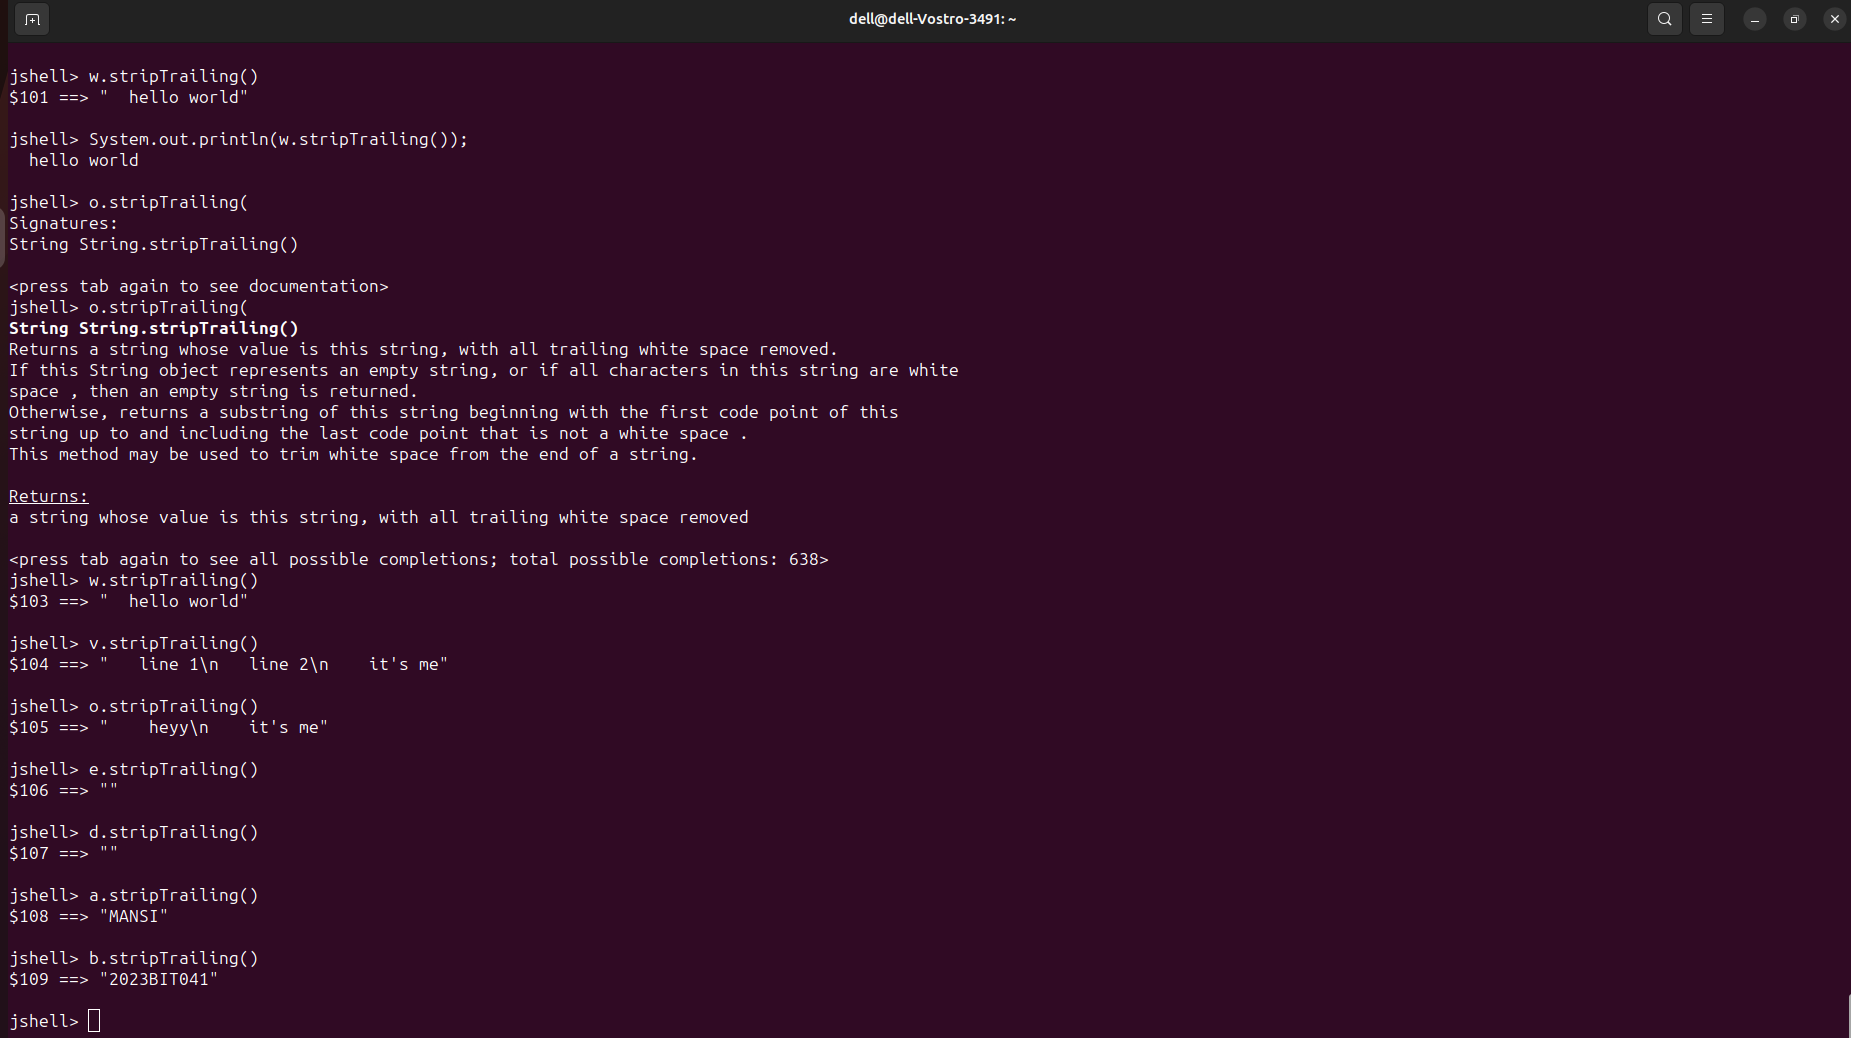 dell@dell-Vostro-3491: ~
jshell> w.stripTrailing()
$101 ==> "  hello world"
jshell> System.out.println(w.stripTrailing());
  hello world
jshell> o.stripTrailing(
Signatures:
String String.stripTrailing()
<press tab again to see documentation>
jshell> o.stripTrailing(
String String.stripTrailing()
Returns a string whose value is this string, with all trailing white space removed.
If this String object represents an empty string, or if all characters in this string are white
space , then an empty string is returned.
Otherwise, returns a substring of this string beginning with the first code point of this
string up to and including the last code point that is not a white space .
This method may be used to trim white space from the end of a string.
Returns:
a string whose value is this string, with all trailing white space removed
<press tab again to see all possible completions; total possible completions: 638>
jshell> w.stripTrailing()
$103 ==> "  hello world"
jshell> v.stripTrailing()
$104 ==> "   line 1\n   line 2\n    it's me"
jshell> o.stripTrailing()
$105 ==> "    heyy\n    it's me"
jshell> e.stripTrailing()
$106 ==> ""
jshell> d.stripTrailing()
$107 ==> ""
jshell> a.stripTrailing()
$108 ==> "MANSI"
jshell> b.stripTrailing()
$109 ==> "2023BIT041"
jshell>